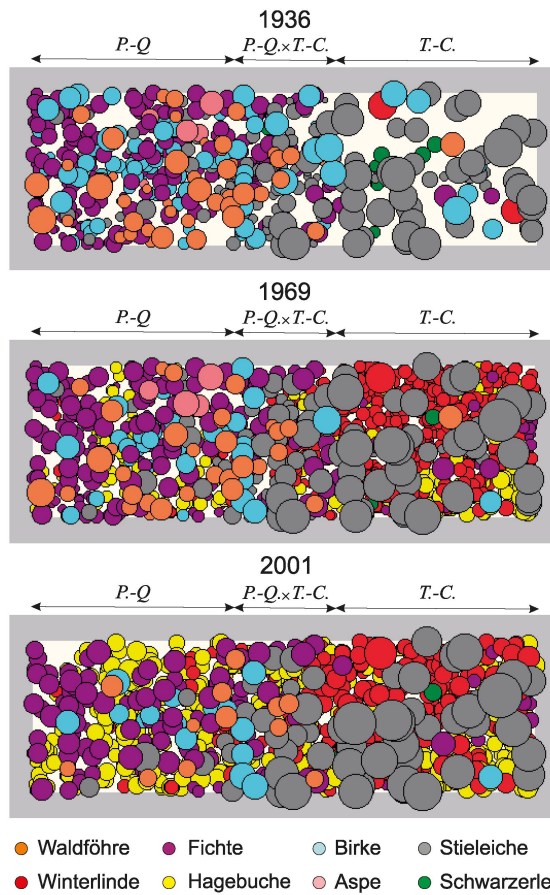 1936
P.-Q. P.-Q.×T.-C. T.-C.
1969
P.-Q P.-Q.×T.-C. T.-C.
2001
P.-Q P.-Q.×T.-C. T.-C.
Waldföhre Fichte Birke Stieleiche
Winterlinde Hagebuche Aspe Schwarzerle